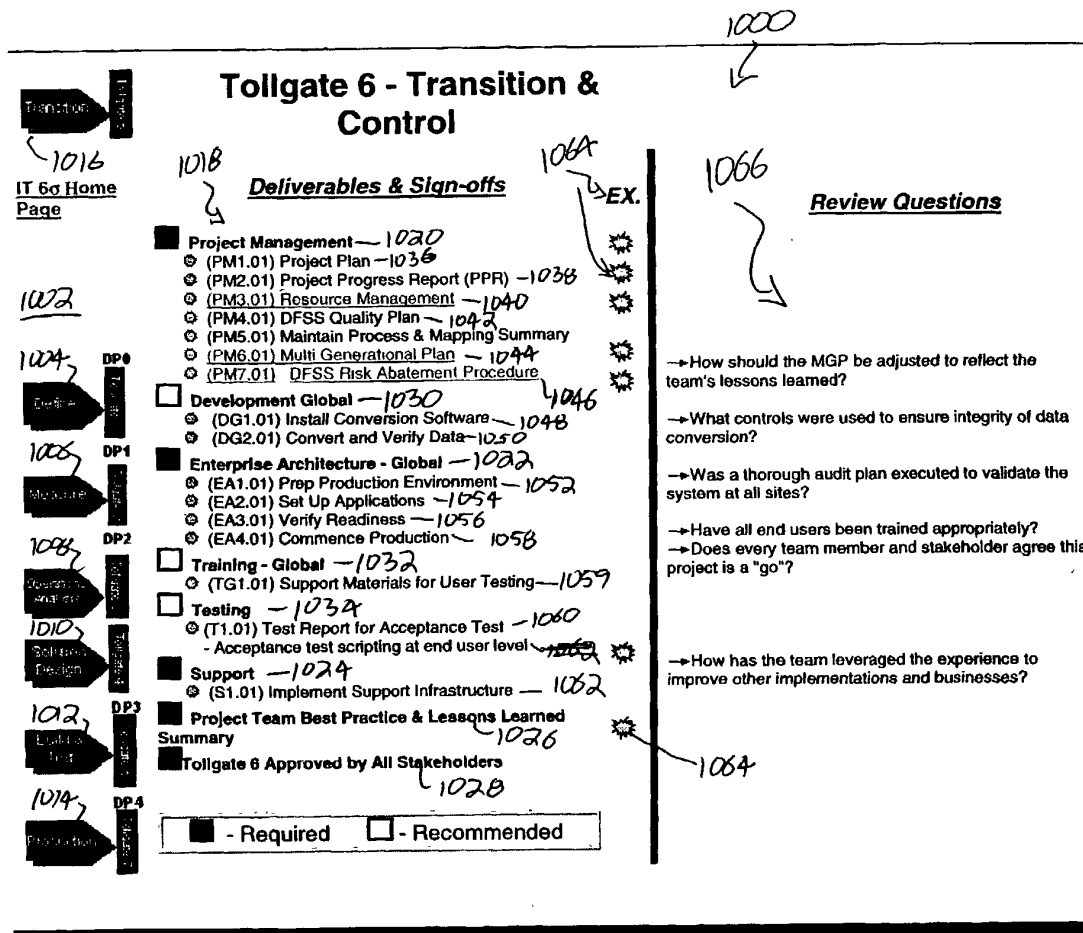 1000
Tollgate 6 - Transition &
Control
Transition
1016
IT 6σ Home
Page
1018
Deliverables & Sign-offs
1064
EX.
1066
Review Questions
Project Management — 1020
(PM1.01) Project Plan — 1036
(PM2.01) Project Progress Report (PPR) — 1038
(PM3.01) Resource Management — 1040
(PM4.01) DFSS Quality Plan — 1042
(PM5.01) Maintain Process & Mapping Summary
(PM6.01) Multi Generational Plan — 1044
(PM7.01) DFSS Risk Abatement Procedure
1046
Development Global — 1030
(DG1.01) Install Conversion Software — 1048
(DG2.01) Convert and Verify Data — 1050
Enterprise Architecture - Global — 1022
(EA1.01) Prep Production Environment — 1052
(EA2.01) Set Up Applications — 1054
(EA3.01) Verify Readiness — 1056
(EA4.01) Commence Production 1058
Training - Global — 1032
(TG1.01) Support Materials for User Testing — 1059
Testing — 1034
(T1.01) Test Report for Acceptance Test 1060
- Acceptance test scripting at end user level 1062
Support — 1024
(S1.01) Implement Support Infrastructure — 1062
Project Team Best Practice & Lessons Learned
Summary
1026
Tollgate 6 Approved by All Stakeholders
1028
1064
- Required
- Recommended
→How should the MGP be adjusted to reflect the
team's lessons learned?
→What controls were used to ensure integrity of data
conversion?
→Was a thorough audit plan executed to validate the
system at all sites?
→Have all end users been trained appropriately?
→Does every team member and stakeholder agree this
project is a "go"?
→How has the team leveraged the experience to
improve other implementations and businesses?
1002
1004
DP0
Define
1006
DP1
Measure
DP2
1010
Design
1012
DP3
1014
DP4
Production